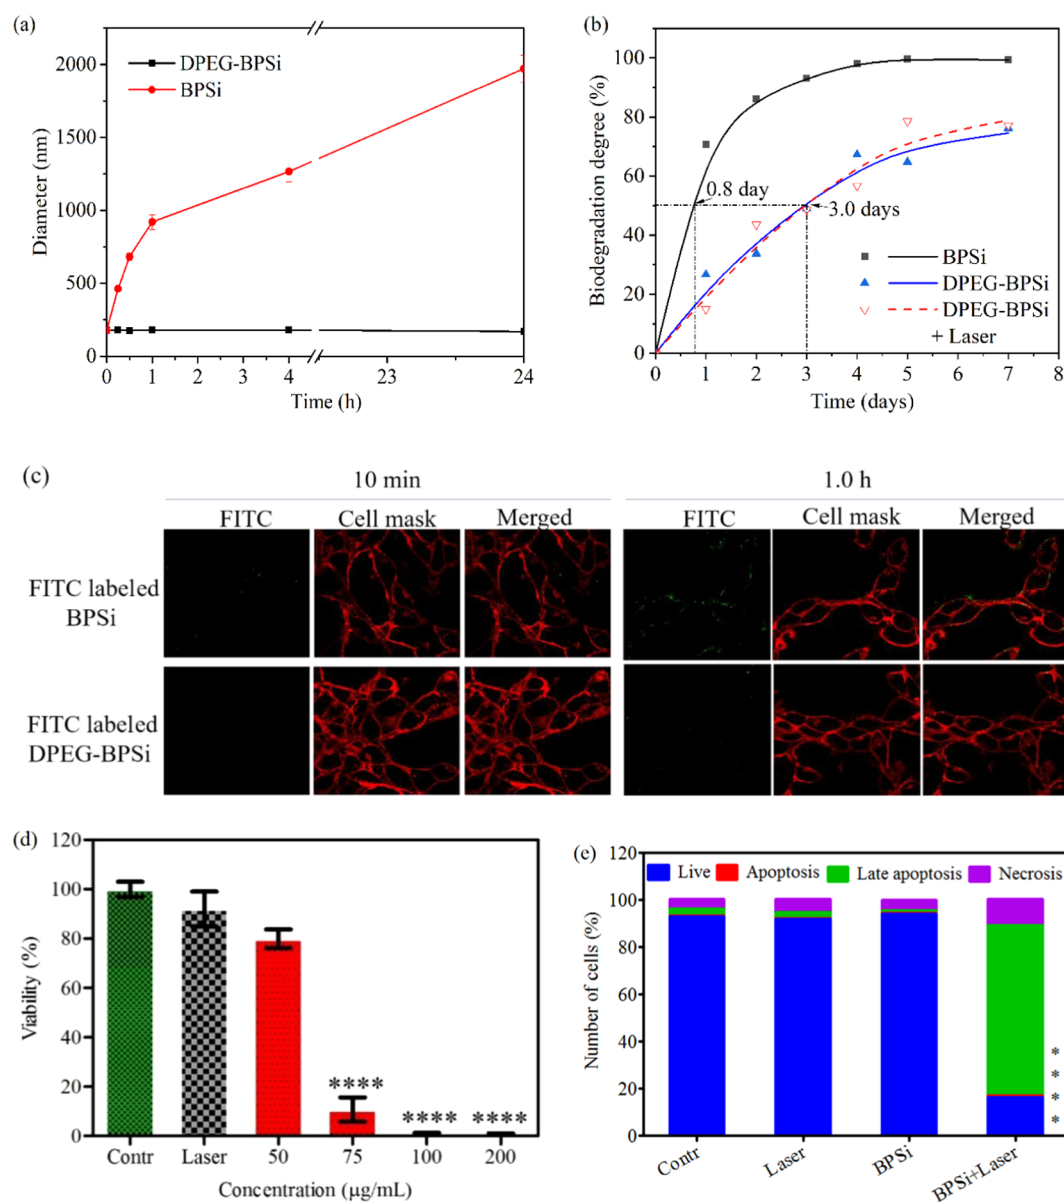 (a)
DPEG-BPSi
BPSi
2000
1500
1000
500
0
Diameter (nm)
0 1 2 3 4 23 24
Time (h)
(b)
100
80
60
40
20
0
Biodegradation degree (%)
0.8 day
3.0 days
BPSi
DPEG-BPSi
DPEG-BPSi
+ Laser
0 1 2 3 4 5 6 7 8
Time (days)
(c)
10 min
1.0 h
FITC Cell mask Merged FITC Cell mask Merged
FITC labeled
BPSi
FITC labeled
DPEG-BPSi
(d)
120
100
80
60
40
20
0
Viability (%)
**** **** ****
Contr Laser 50 75 100 200
Concentration (μg/mL)
(e)
120
100
80
60
40
20
0
Number of cells (%)
Live Apoptosis Late apoptosis Necrosis
*
*
*
*
Contr Laser BPSi BPSi+Laser